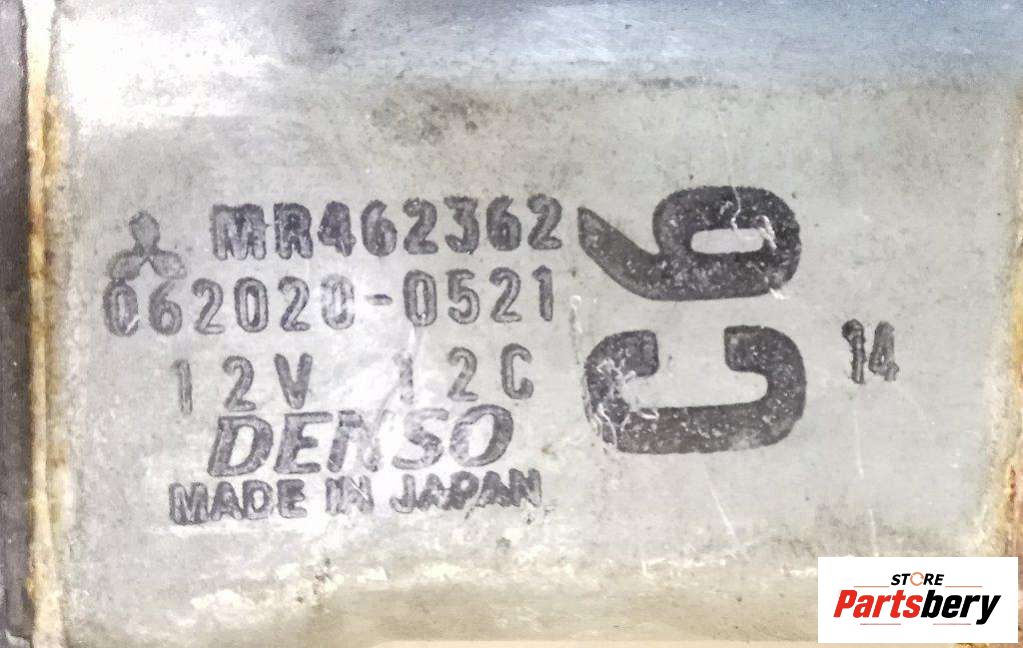 MR462362
062020-0521
12V 12C
DENSO
MADE IN JAPAN
C9
14
STORE
Partsbery